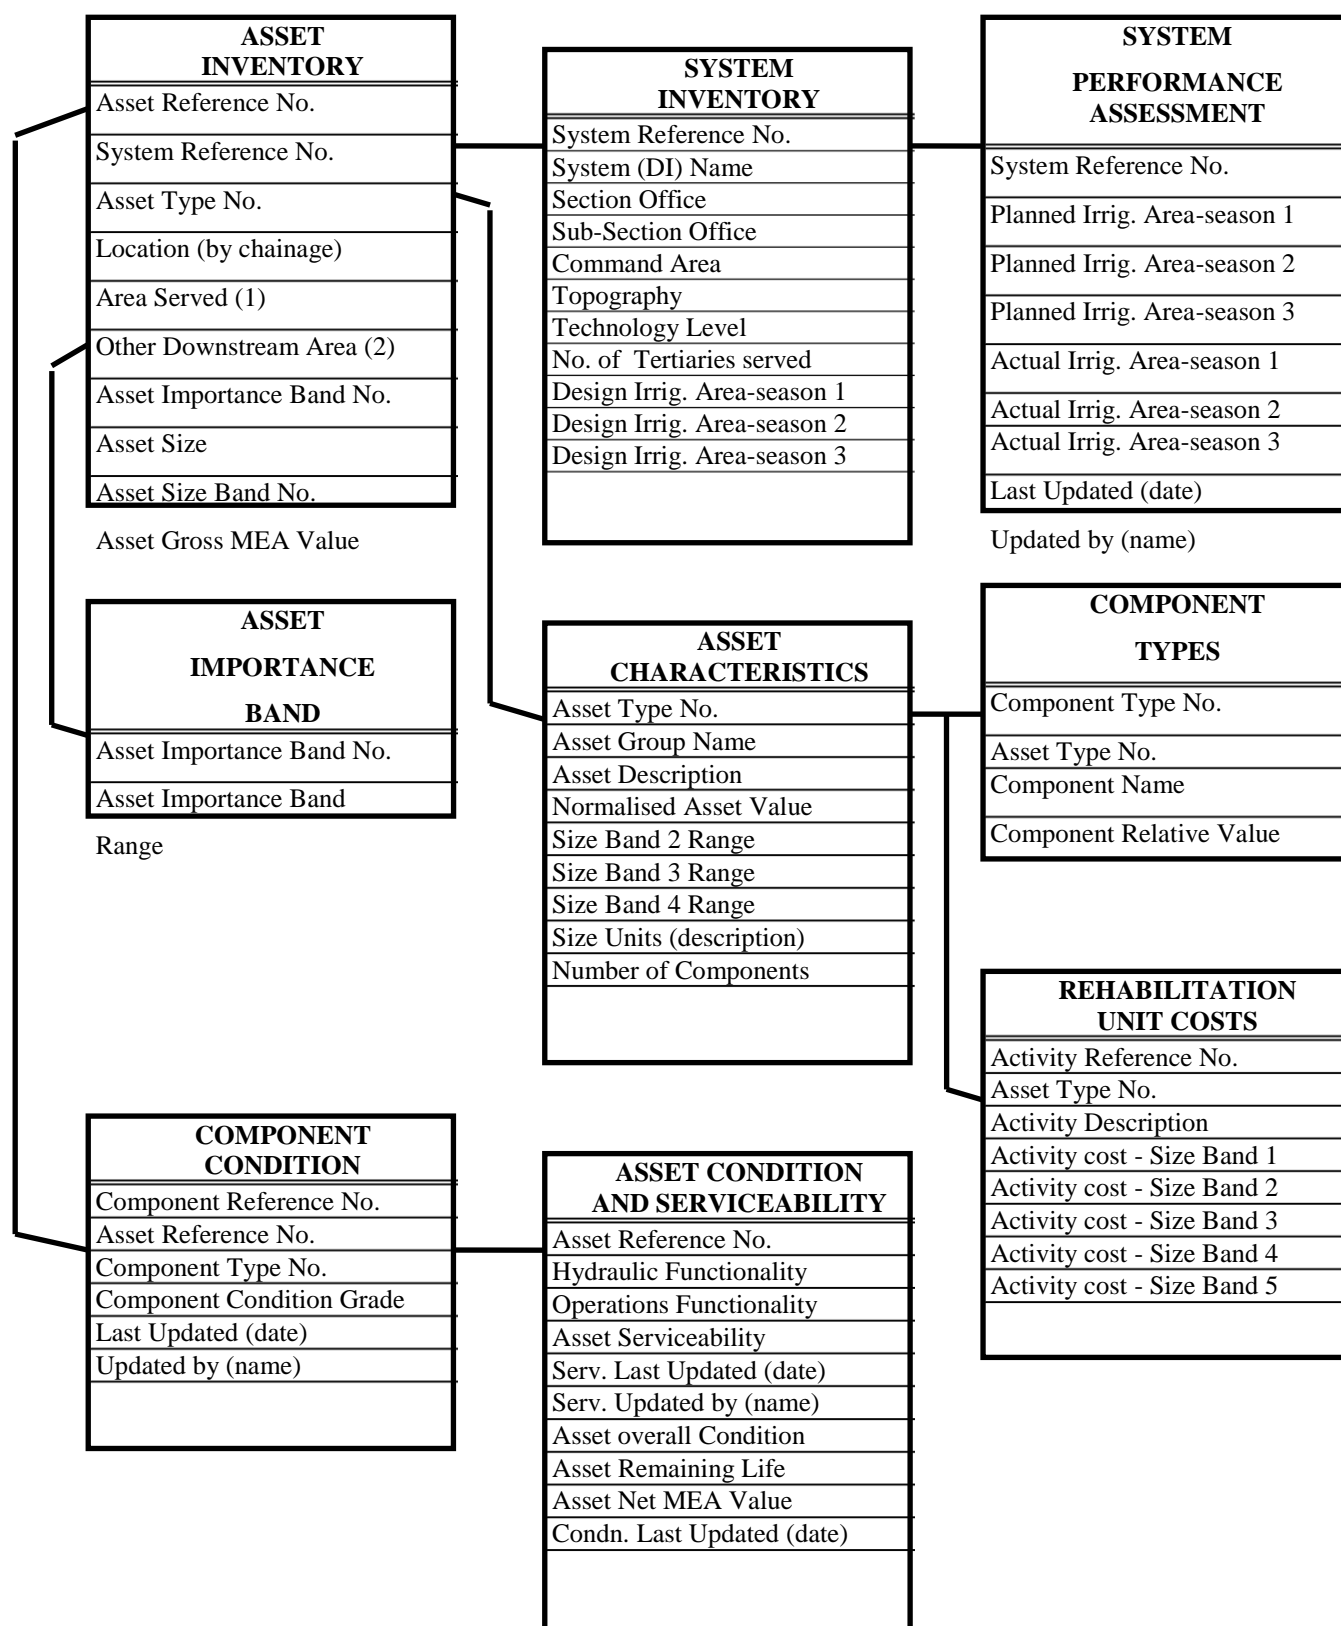 ASSET
INVENTORY
Asset Reference No.
System Reference No.
Asset Type No.
Location (by chainage)
Area Served (1)
Other Downstream Area (2)
Asset Importance Band No.
Asset Size
Asset Size Band No.
Asset Gross MEA Value
SYSTEM
INVENTORY
System Reference No.
System (DI) Name
Section Office
Sub-Section Office
Command Area
Topography
Technology Level
No. of Tertiaries served
Design Irrig. Area-season 1
Design Irrig. Area-season 2
Design Irrig. Area-season 3
SYSTEM
PERFORMANCE
ASSESSMENT
System Reference No.
Planned Irrig. Area-season 1
Planned Irrig. Area-season 2
Planned Irrig. Area-season 3
Actual Irrig. Area-season 1
Actual Irrig. Area-season 2
Actual Irrig. Area-season 3
Last Updated (date)
Updated by (name)
ASSET
IMPORTANCE
BAND
Asset Importance Band No.
Asset Importance Band
Range
ASSET
CHARACTERISTICS
Asset Type No.
Asset Group Name
Asset Description
Normalised Asset Value
Size Band 2 Range
Size Band 3 Range
Size Band 4 Range
Size Units (description)
Number of Components
COMPONENT
TYPES
Component Type No.
Asset Type No.
Component Name
Component Relative Value
REHABILITATION
UNIT COSTS
Activity Reference No.
Asset Type No.
Activity Description
Activity cost - Size Band 1
Activity cost - Size Band 2
Activity cost - Size Band 3
Activity cost - Size Band 4
Activity cost - Size Band 5
COMPONENT
CONDITION
Component Reference No.
Asset Reference No.
Component Type No.
Component Condition Grade
Last Updated (date)
Updated by (name)
ASSET CONDITION
AND SERVICEABILITY
Asset Reference No.
Hydraulic Functionality
Operations Functionality
Asset Serviceability
Serv. Last Updated (date)
Serv. Updated by (name)
Asset overall Condition
Asset Remaining Life
Asset Net MEA Value
Condn. Last Updated (date)